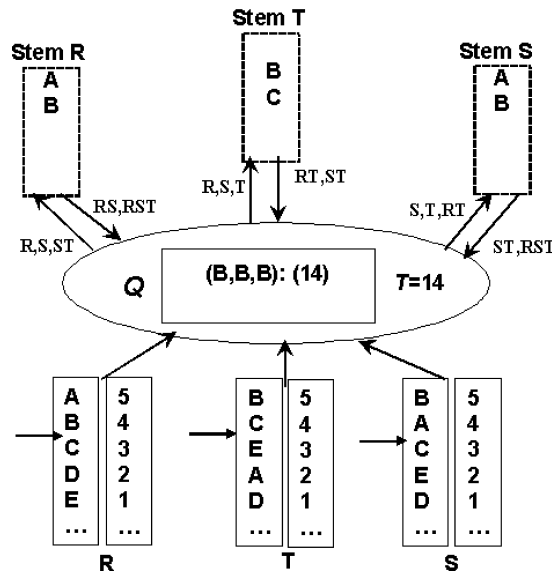 Stem T
Stem R
Stem S
A
B
B
C
A
B
R,S,T
RT,ST
RS,RST
S,T,RT
R,S,ST
ST,RST
Q
(B,B,B): (14)
T=14
A 5
B 4
C 3
D 2
E 1
... ...
R
B 5
C 4
E 3
A 2
D 1
... ...
T
B 5
A 4
C 3
E 2
D 1
... ...
S